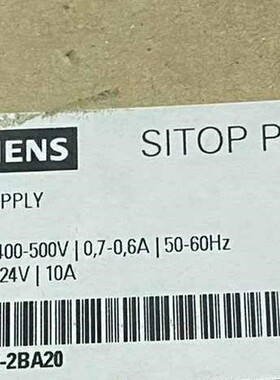 IENS SITOP P
PPLY
400-500V | 0,7-0,6A | 50-60Hz
24V | 10A
-2BA20